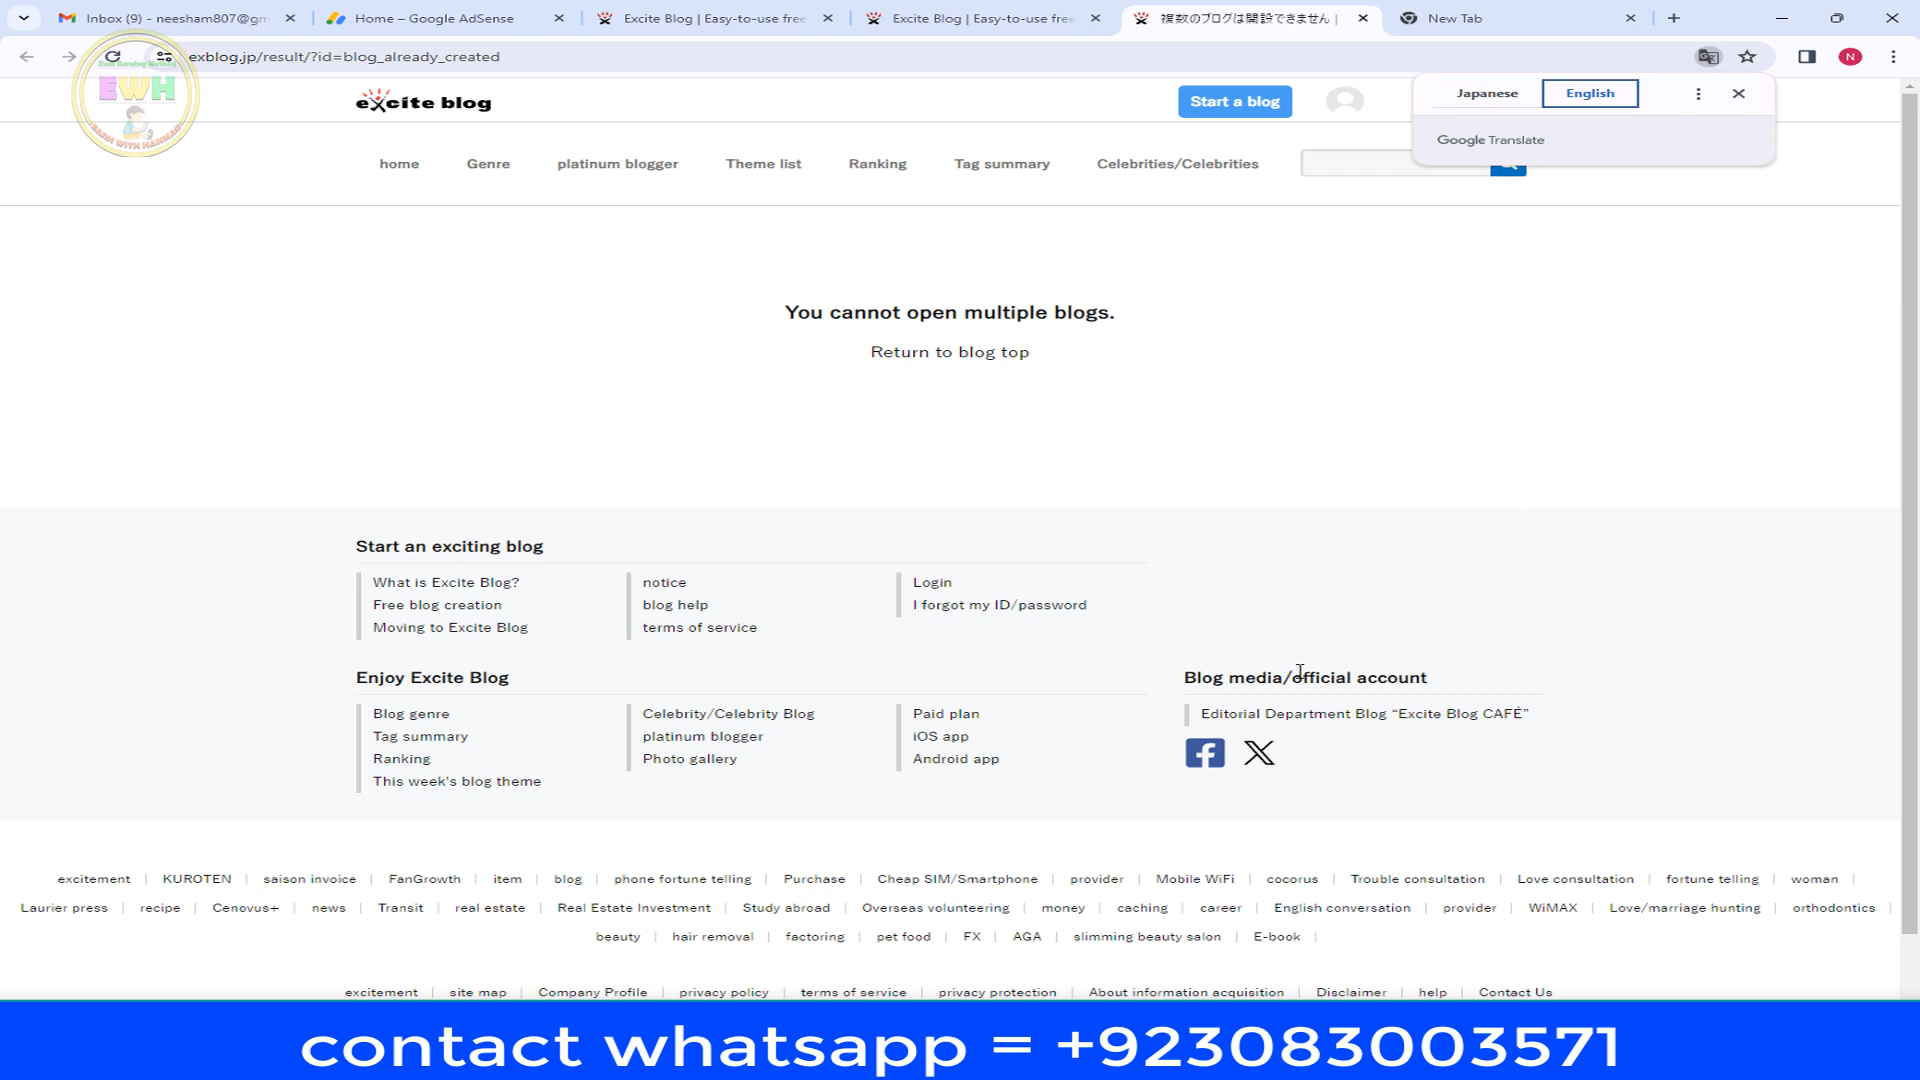 Inbox (9) - neesham807@gm
Home – Google AdSense
Excite Blog | Easy-to-use free
Excite Blog | Easy-to-use free
複数のブログは開設できません |
New Tab
exblog.jp/result/?id=blog_already_created
N
EWH
EARN WITH HAMMAD
excite blog
Start a blog
Japanese
English
Google Translate
home
Genre
platinum blogger
Theme list
Ranking
Tag summary
Celebrities/Celebrities
You cannot open multiple blogs.
Return to blog top
Start an exciting blog
What is Excite Blog?
Free blog creation
Moving to Excite Blog
notice
blog help
terms of service
Login
I forgot my ID/password
Enjoy Excite Blog
Blog genre
Tag summary
Ranking
This week's blog theme
Celebrity/Celebrity Blog
platinum blogger
Photo gallery
Paid plan
iOS app
Android app
Blog media/official account
Editorial Department Blog “Excite Blog CAFÉ”
excitement | KUROTEN | saison invoice | FanGrowth | item | blog | phone fortune telling | Purchase | Cheap SIM/Smartphone | provider | Mobile WiFi | cocorus | Trouble consultation | Love consultation | fortune telling | woman |
Laurier press | recipe | Cenovus+ | news | Transit | real estate | Real Estate Investment | Study abroad | Overseas volunteering | money | caching | career | English conversation | provider | WiMAX | Love/marriage hunting | orthodontics |
beauty | hair removal | factoring | pet food | FX | AGA | slimming beauty salon | E-book |
excitement | site map | Company Profile | privacy policy | terms of service | privacy protection | About information acquisition | Disclaimer | help | Contact Us
contact whatsapp = +923083003571